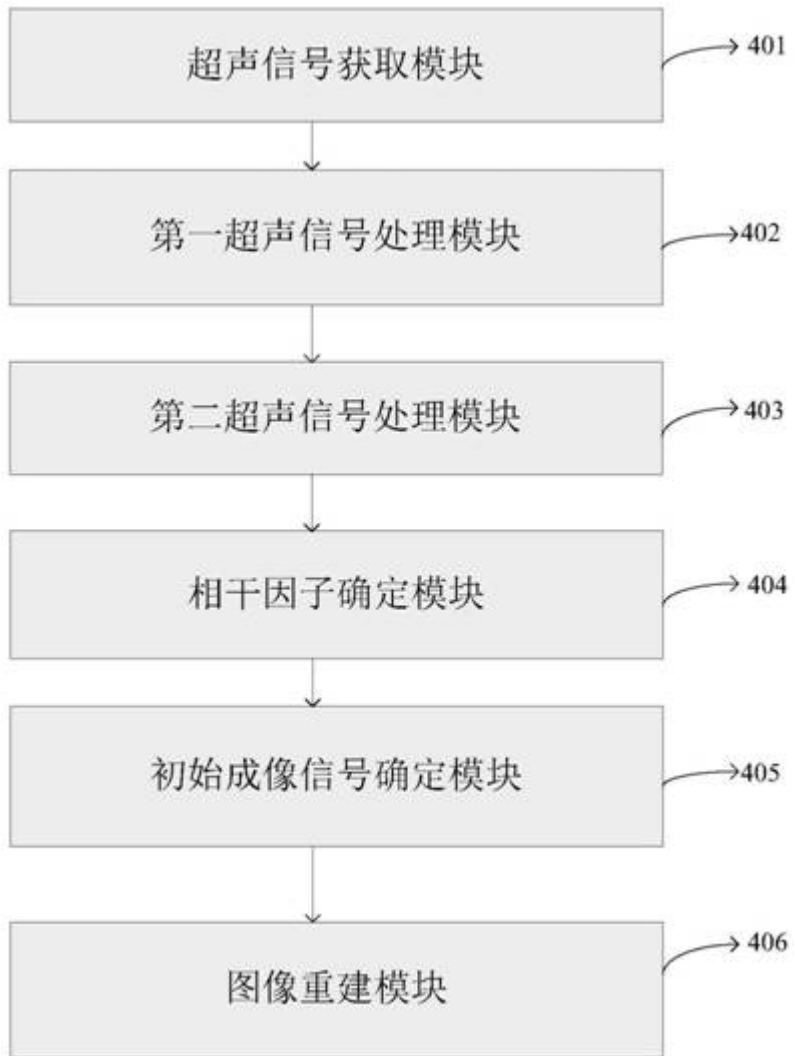 超声信号获取模块
401
第一超声信号处理模块
402
第二超声信号处理模块
403
相干因子确定模块
404
初始成像信号确定模块
405
图像重建模块
406